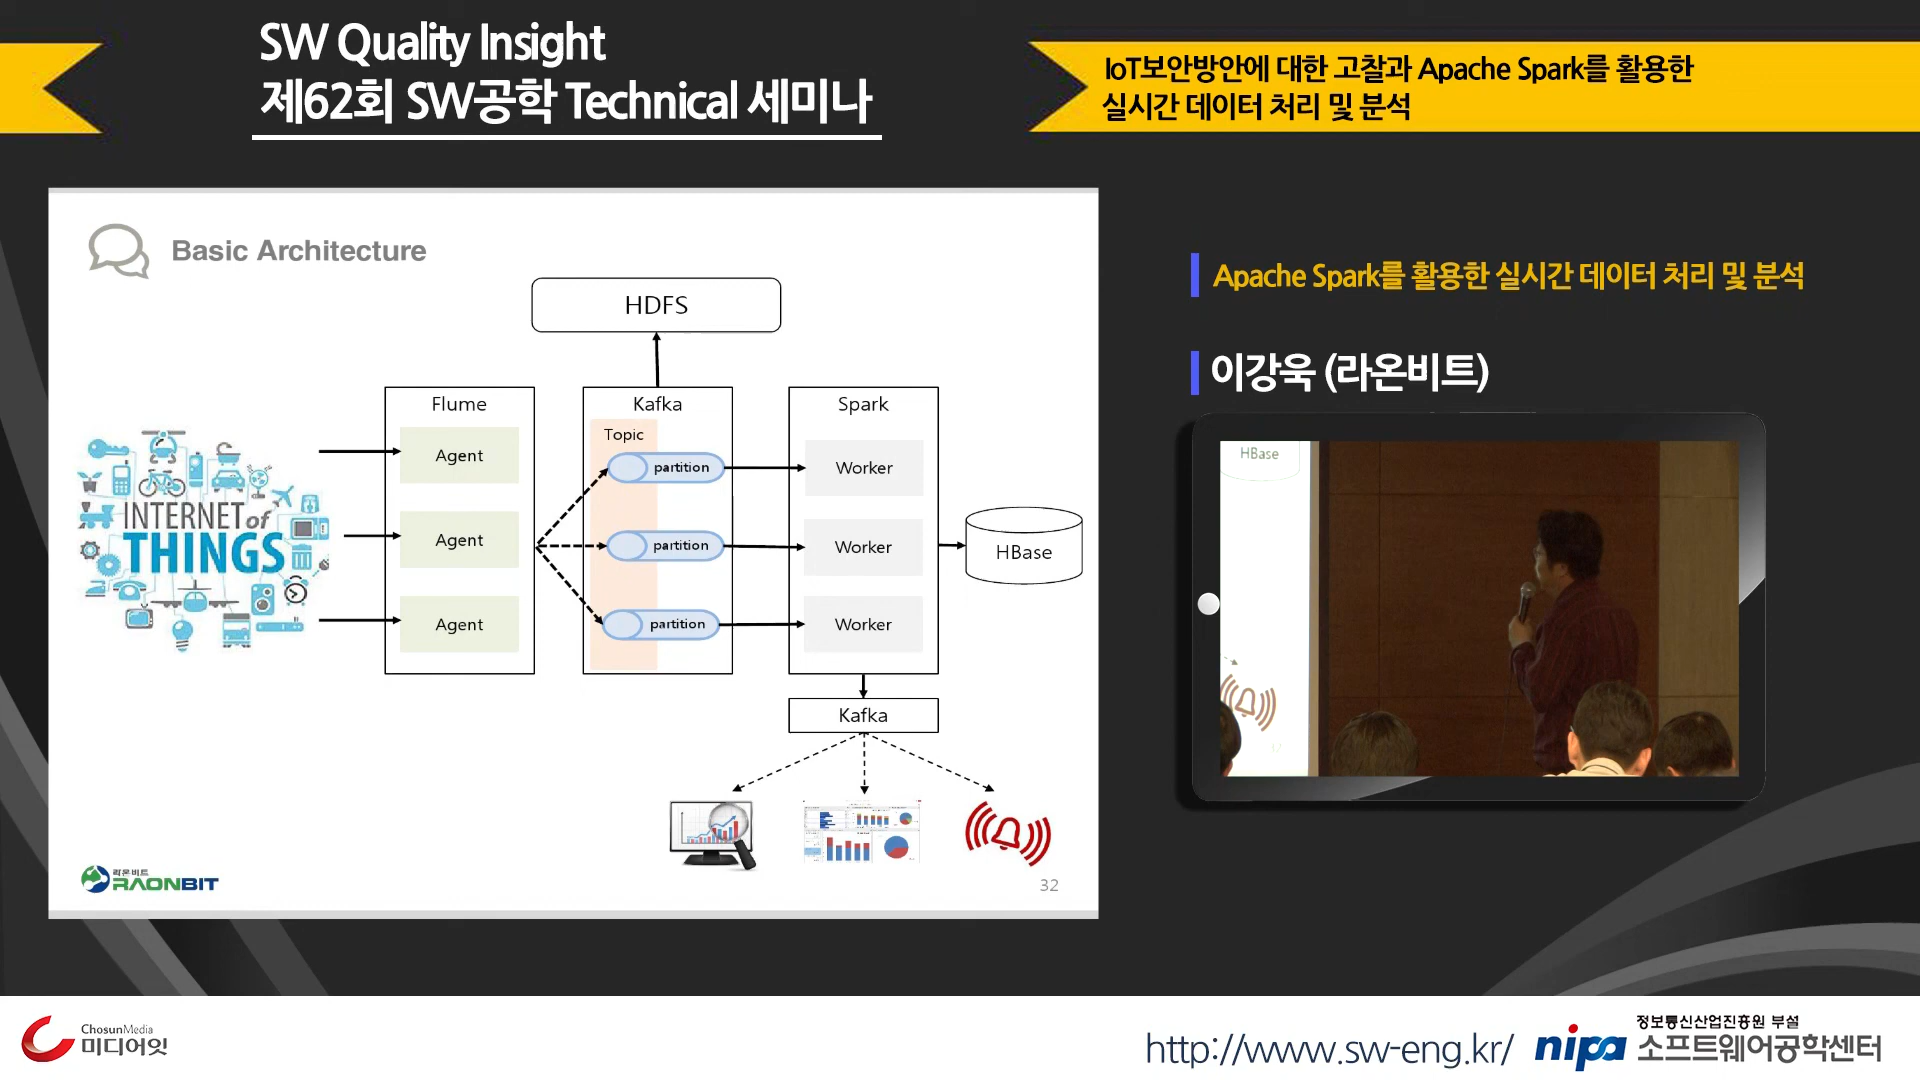 SW Quality Insight
제62회 SW공학 Technical 세미나
IoT보안방안에 대한 고찰과 Apache Spark를 활용한
실시간 데이터 처리 및 분석
Basic Architecture
HDFS
Flume
Kafka
Spark
Topic
Agent
partition
Worker
INTERNET of
THINGS
Agent
partition
Worker
HBase
Agent
partition
Worker
Kafka
라온비트
RAONBIT
32
Apache Spark를 활용한 실시간 데이터 처리 및 분석
이강욱 (라온비트)
HBase
ChosunMedia
미디어잇
http://www.sw-eng.kr/
nipa
정보통신산업진흥원 부설
소프트웨어공학센터